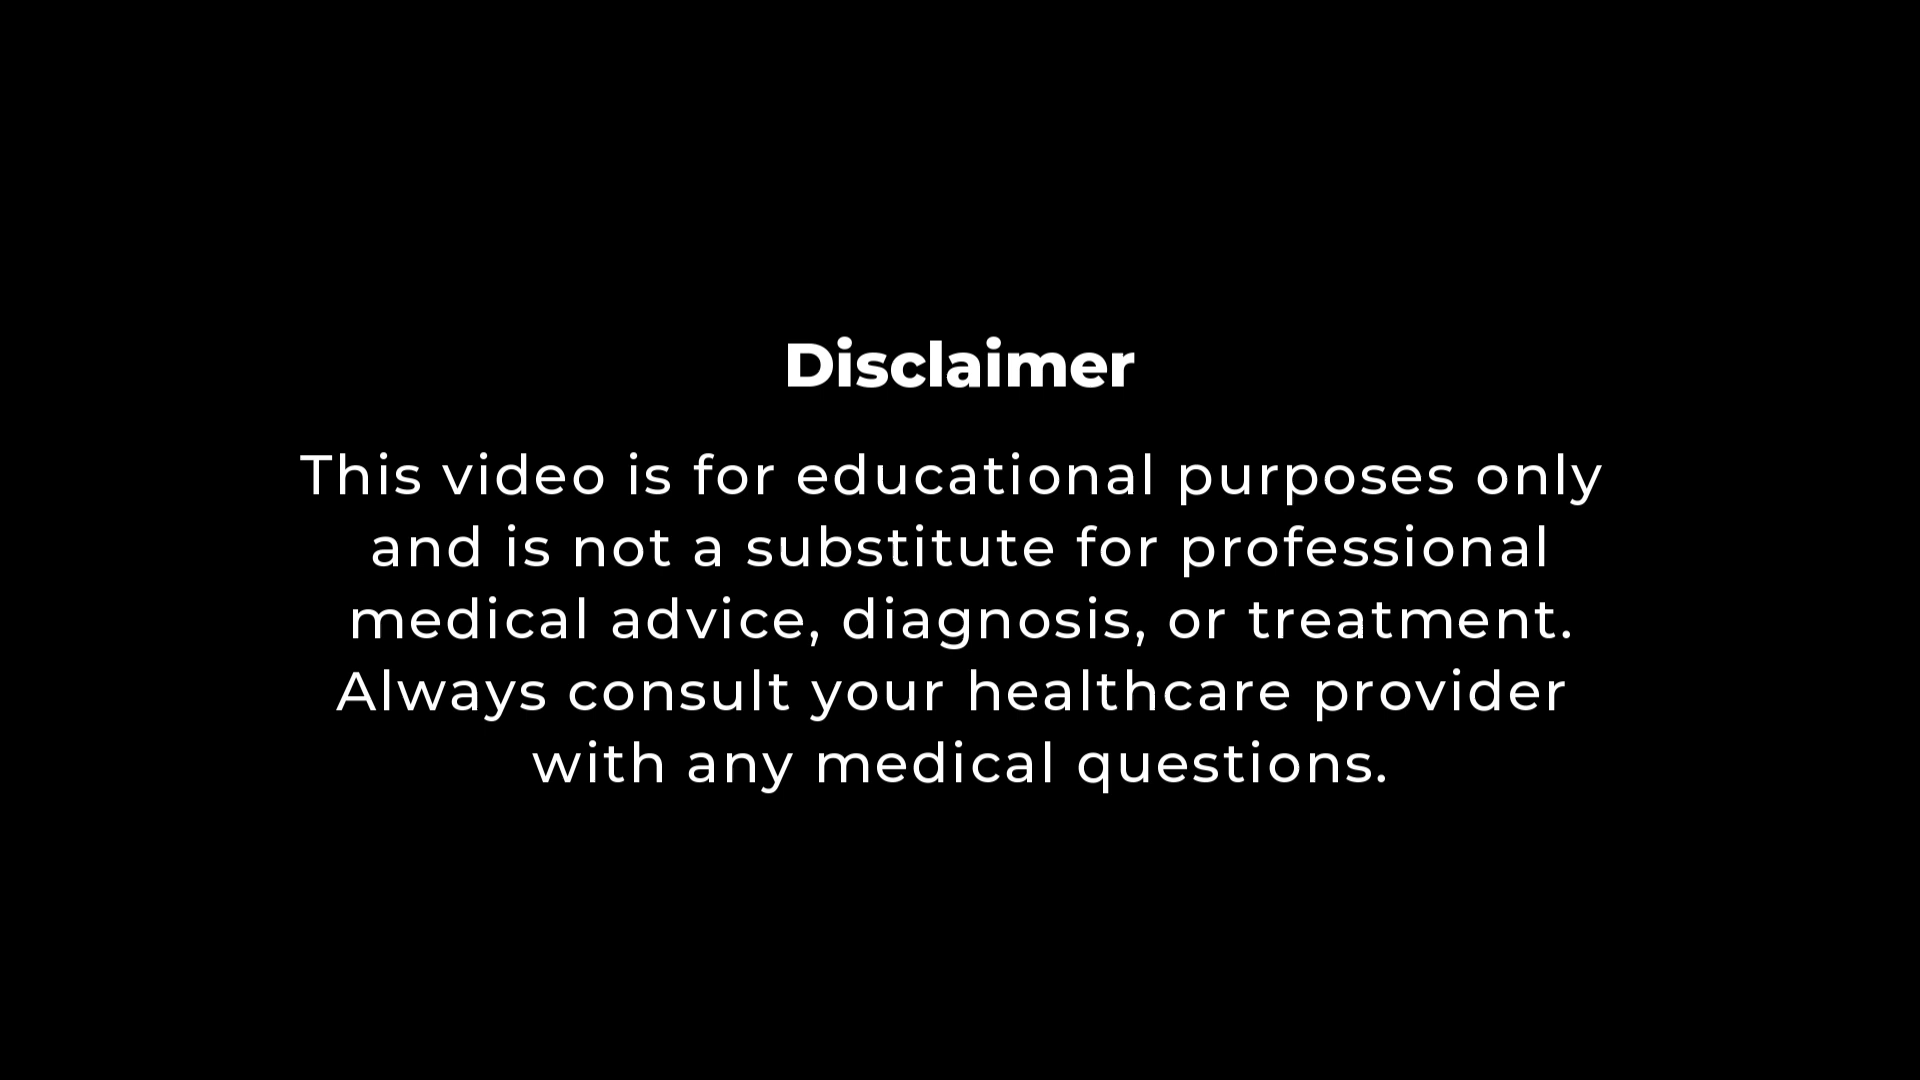 Disclaimer
This video is for educational purposes only
and is not a substitute for professional
medical advice, diagnosis, or treatment.
Always consult your healthcare provider
with any medical questions.